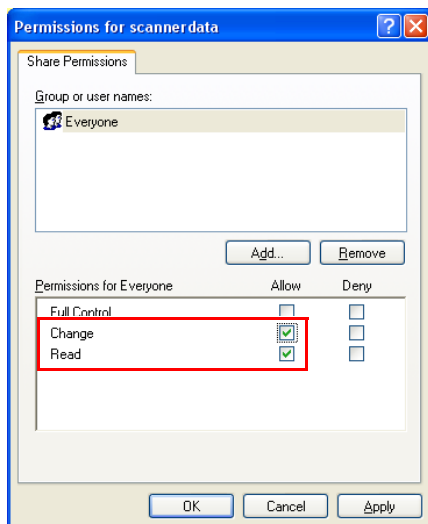 Permissions for scannerdata
Share Permissions
Group or user names:
Everyone
Add... Remove
Permissions for Everyone Allow Deny
Full Control
Change
Read
OK Cancel Apply